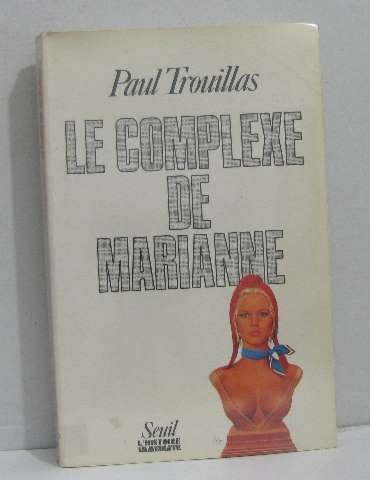 Paul Trouillas
LE COMPLEXE
DE
MARIANNE
Seuil
L'HISTOIRE
IMMÉDIATE